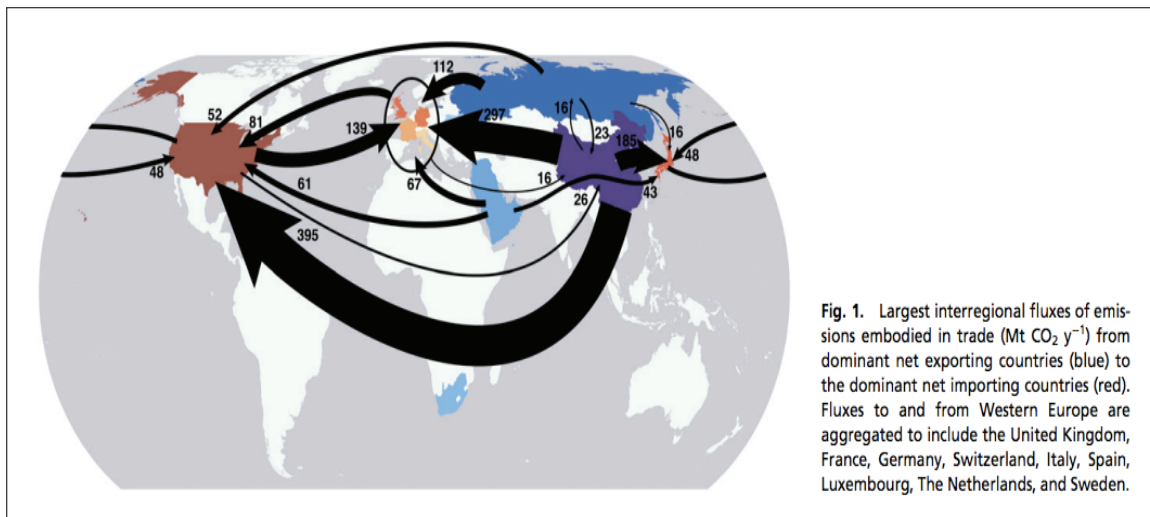 112
52
81
139
297
16
23
185
16
48
48
61
67
16
26
43
395
Fig. 1. Largest interregional fluxes of emis-
sions embodied in trade (Mt CO₂ y⁻¹) from
dominant net exporting countries (blue) to
the dominant net importing countries (red).
Fluxes to and from Western Europe are
aggregated to include the United Kingdom,
France, Germany, Switzerland, Italy, Spain,
Luxembourg, The Netherlands, and Sweden.